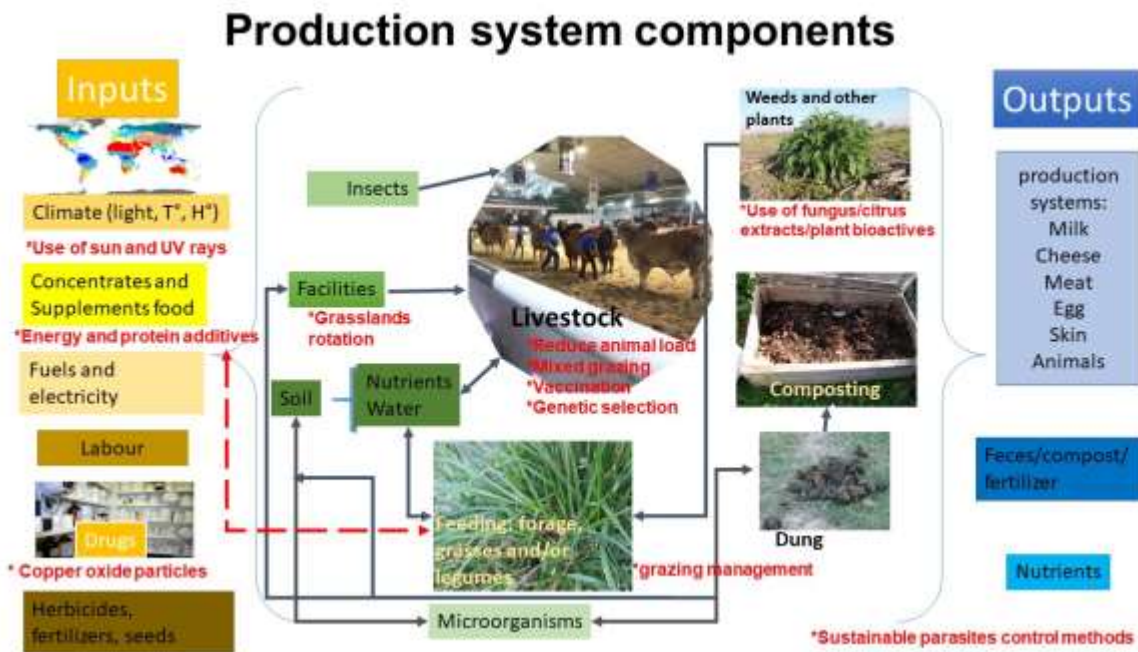 Production system components
Inputs
Climate (light, T°, H°)
*Use of sun and UV rays
Concentrates and
Supplements food
*Energy and protein additives
Fuels and
electricity
Labour
Drugs
* Copper oxide particles
Herbicides,
fertilizers, seeds
Insects
Facilities
*Grasslands
rotation
Soil
Nutrients
Water
Livestock
*Reduce animal load
*Mixed grazing
*Vaccination
*Genetic selection
Feeding: forage,
grasses and/or
legumes
*grazing management
Microorganisms
Weeds and other
plants
*Use of fungus/citrus
extracts/plant bioactives
Composting
Dung
Outputs
production
systems:
Milk
Cheese
Meat
Egg
Skin
Animals
Feces/compost/
fertilizer
Nutrients
*Sustainable parasites control methods